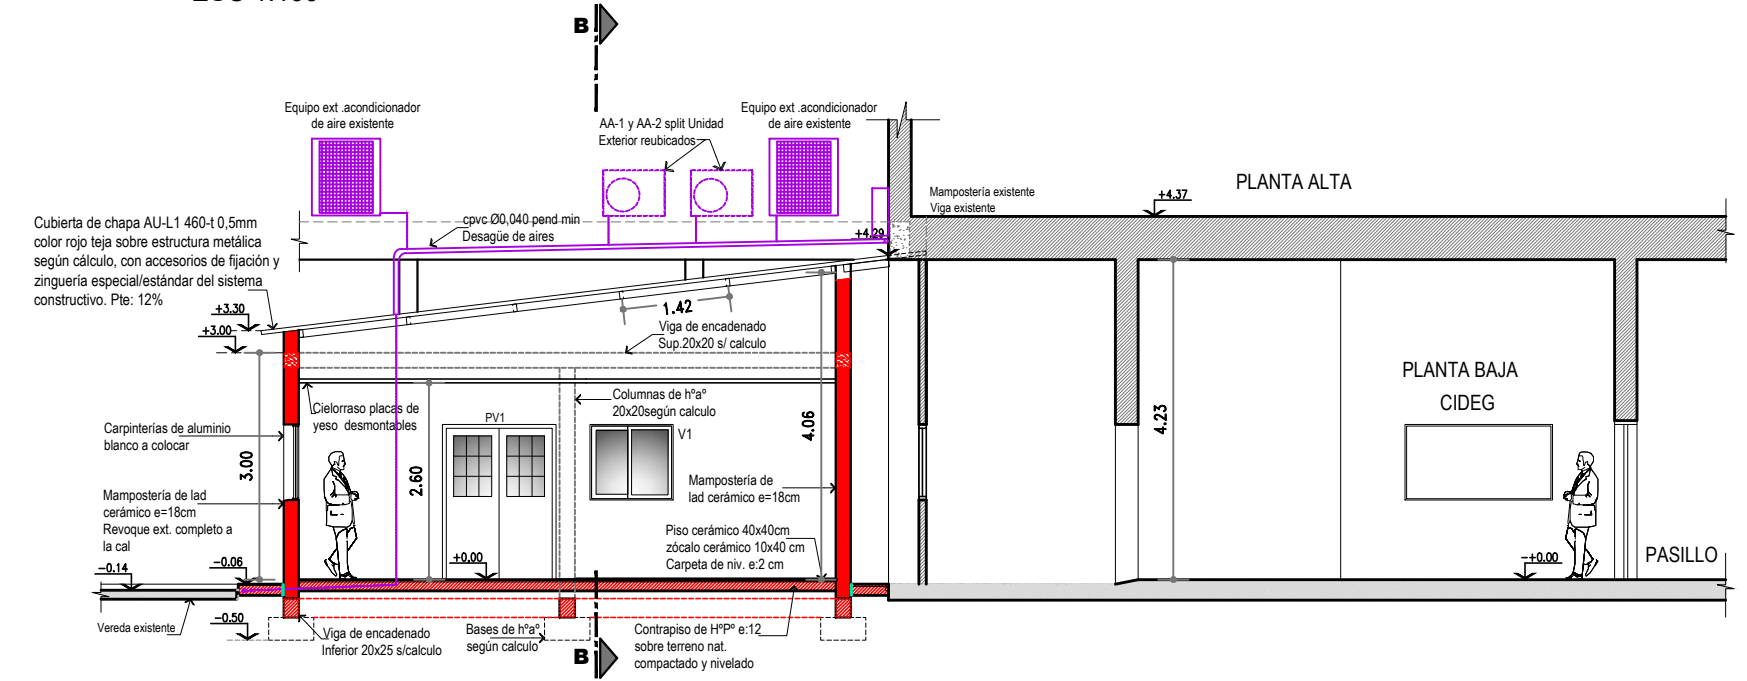 B
Equipo ext .acondicionador
de aire existente
AA-1 y AA-2 split Unidad
Exterior reubicados
Equipo ext .acondicionador
de aire existente
PLANTA ALTA
Mampostería existente
Viga existente
+4.37
cpvc Ø0,040 pend min
Desagüe de aires
+4.29
Cubierta de chapa AU-L1 460-t 0,5mm
color rojo teja sobre estructura metálica
según cálculo, con accesorios de fijación y
zinguería especial/estándar del sistema
constructivo. Pte: 12%
+3.30
+3.00
1.42
Viga de encadenado
Sup.20x20 s/ calculo
PLANTA BAJA
CIDEG
Cielorraso placas de
yeso desmontables
Columnas de hºaº
20x20según calculo
PV1
V1
4.06
4.23
Carpinterías de aluminio
blanco a colocar
3.00
2.60
Mampostería de
lad cerámico e=18cm
Mampostería de lad
cerámico e=18cm
Revoque ext. completo a
la cal
Piso cerámico 40x40cm
zócalo cerámico 10x40 cm
Carpeta de niv. e:2 cm
+0.00
-+0.00
PASILLO
-0.14
-0.06
-0.50
Vereda existente
Viga de encadenado
Inferior 20x25 s/calculo
Bases de hºaº
según calculo
B
Contrapiso de HºPº e:12
sobre terreno nat.
compactado y nivelado